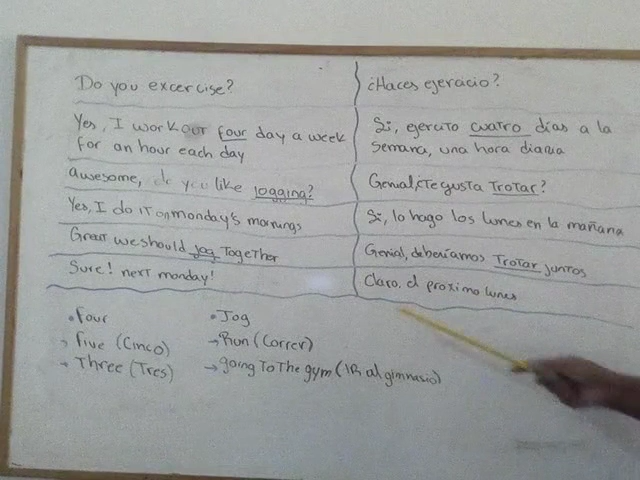 Do you excercise?
¿Haces ejercicio?
Yes, I work out four day a week
for an hour each day
Si, ejercito cuatro días a la
semana, una hora diaria
awesome, do you like jogging?
Genial, ¿Te gusta Trotar?
Yes, I do it on monday's mornings
Si, lo hago los lunes en la mañana
Great we should jog Together
Genial, deberíamos Trotar juntos
Sure! next monday!
Claro, el proximo lunes
• Four
• Jog
→ Five (Cinco)
→ Run (Correr)
→ Three (Tres)
→ going To The gym (IR al gimnasio)